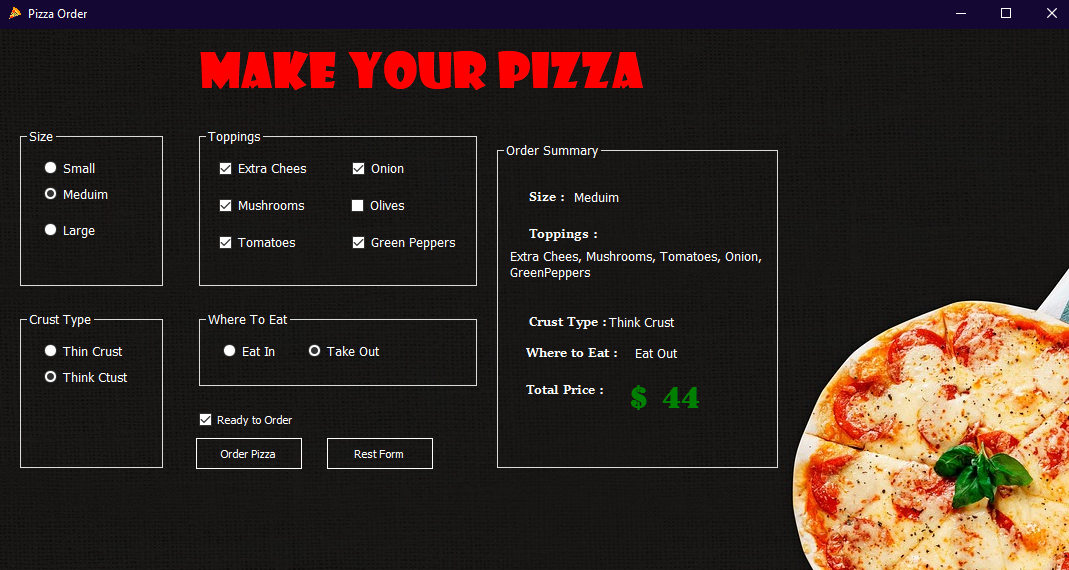 Pizza Order
MAKE YOUR PIZZA
Size
Small
Meduim
Large
Toppings
Extra Chees
Onion
Mushrooms
Olives
Tomatoes
Green Peppers
Crust Type
Thin Crust
Think Ctust
Where To Eat
Eat In
Take Out
Ready to Order
Order Pizza
Rest Form
Order Summary
Size : Meduim
Toppings :
Extra Chees, Mushrooms, Tomatoes, Onion,
GreenPeppers
Crust Type : Think Crust
Where to Eat : Eat Out
Total Price : $ 44